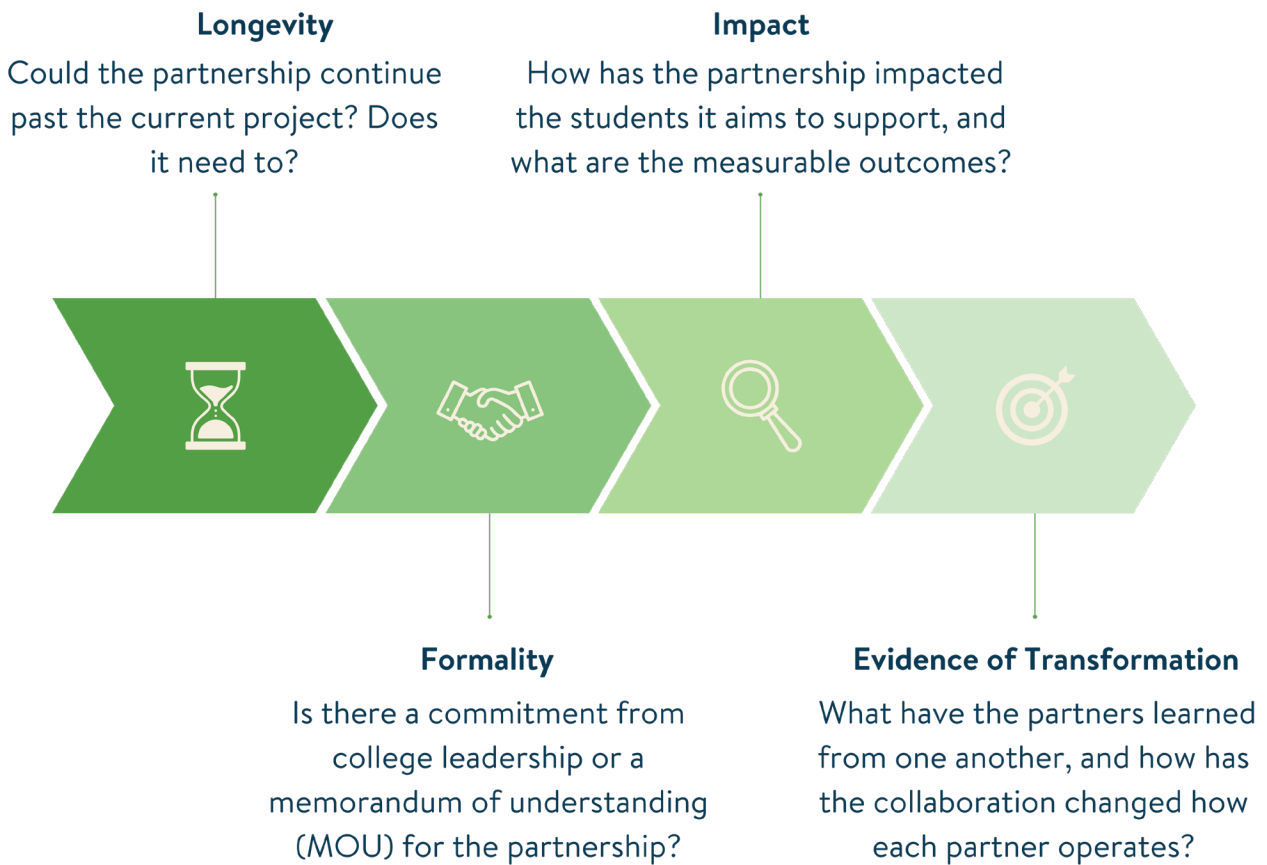 Longevity
Could the partnership continue
past the current project? Does
it need to?
Impact
How has the partnership impacted
the students it aims to support, and
what are the measurable outcomes?
Formality
Is there a commitment from
college leadership or a
memorandum of understanding
(MOU) for the partnership?
Evidence of Transformation
What have the partners learned
from one another, and how has
the collaboration changed how
each partner operates?